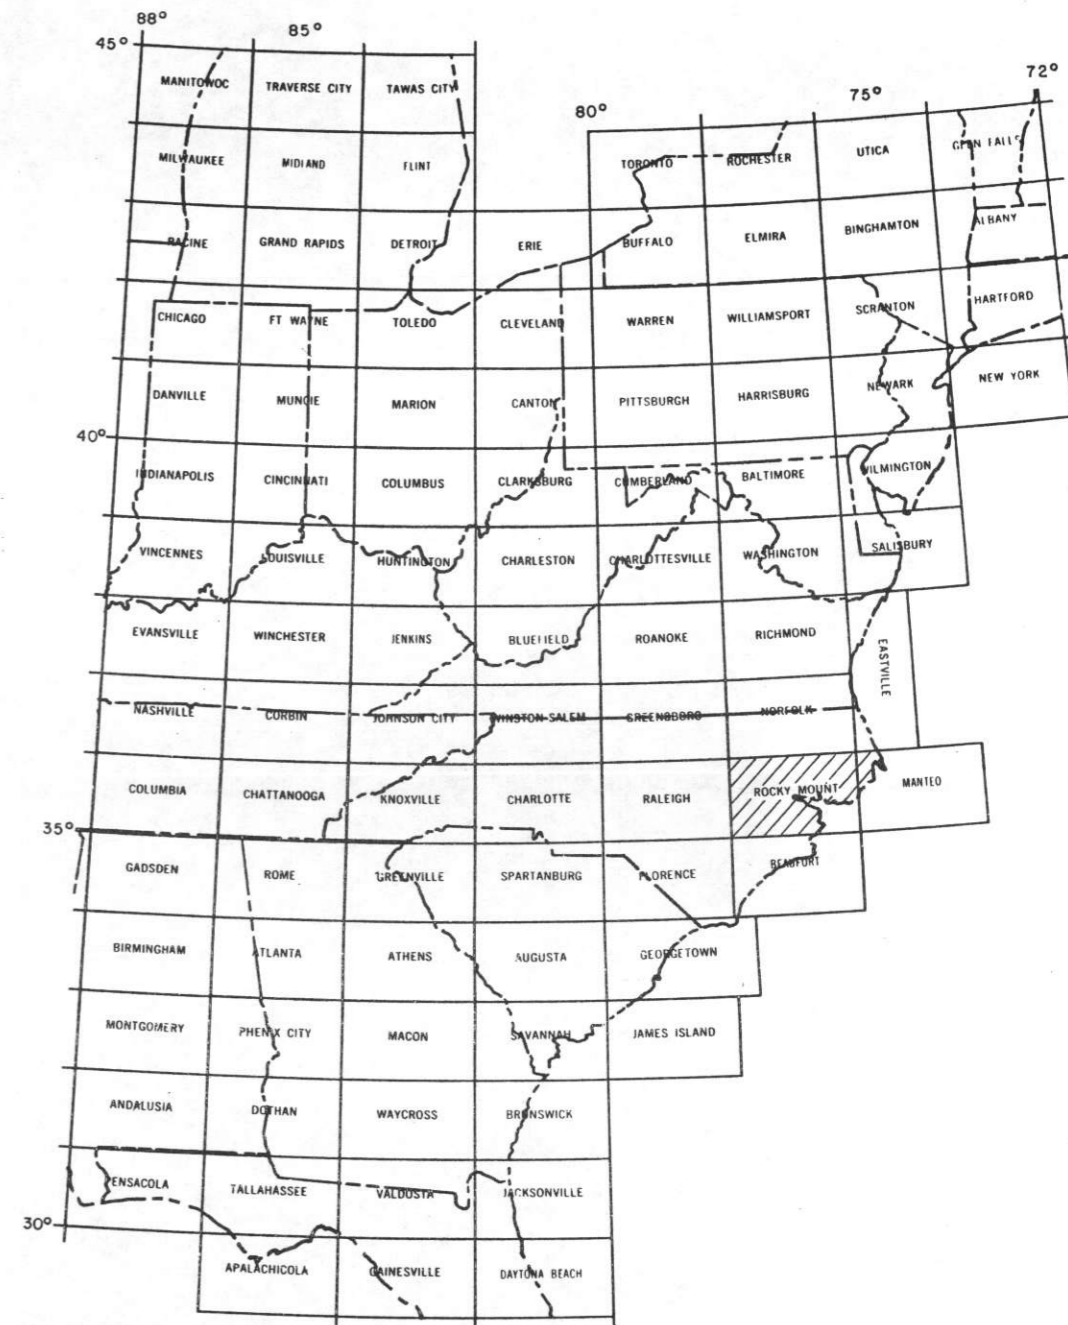 88°
85°
45°
MANITOWOC TRAVERSE CITY TAWAS CITY
80° 75° 72°
MILWAUKEE MIDLAND FLINT TORONTO ROCHESTER UTICA GLEN FALLS
RACINE GRAND RAPIDS DETROIT ERIE BUFFALO ELMIRA BINGHAMTON ALBANY
CHICAGO FT WAYNE TOLEDO CLEVELAND WARREN WILLIAMSPORT SCRANTON HARTFORD
DANVILLE MUNCIE MARION CANTON PITTSBURGH HARRISBURG NEWARK NEW YORK
40°
INDIANAPOLIS CINCINNATI COLUMBUS CLARKSBURG CUMBERLAND BALTIMORE WILMINGTON
VINCENNES LOUISVILLE HUNTINGTON CHARLESTON CHARLOTTESVILLE WASHINGTON SALISBURY
EVANSVILLE WINCHESTER JENKINS BLUEFIELD ROANOKE RICHMOND EASTVILLE
NASHVILLE CORBIN JOHNSON CITY WINSTON-SALEM GREENSBORO NORFOLK
COLUMBIA CHATTANOOGA KNOXVILLE CHARLOTTE RALEIGH ROCKY MOUNT MANTEO
35°
GADSDEN ROME GREENVILLE SPARTANBURG FLORENCE BEAUFORT
BIRMINGHAM ATLANTA ATHENS AUGUSTA GEORGETOWN
MONTGOMERY PHENIX CITY MACON SAVANNAH JAMES ISLAND
ANDALUSIA DOTHAN WAYCROSS BRUNSWICK
ENSACOLA TALLAHASSEE VALDOSTA JACKSONVILLE
30°
APALACHICOLA GAINESVILLE DAYTONA BEACH